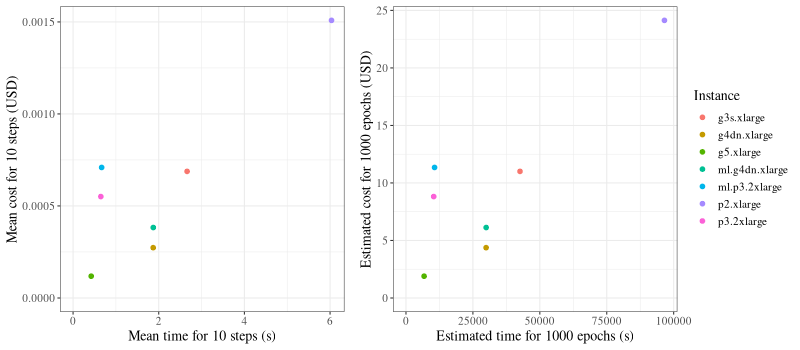 Mean cost for 10 steps (USD)
0.0015
0.0010
0.0005
0.0000
0
2
4
6
Mean time for 10 steps (s)
Estimated cost for 1000 epochs (USD)
25
20
15
10
5
0
0
25000
50000
75000
100000
Estimated time for 1000 epochs (s)
Instance
g3s.xlarge
g4dn.xlarge
g5.xlarge
ml.g4dn.xlarge
ml.p3.2xlarge
p2.xlarge
p3.2xlarge